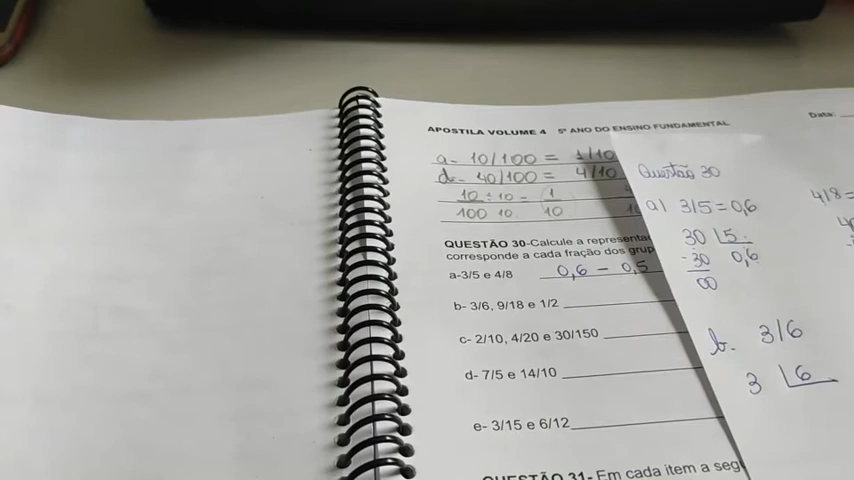 APOSTILA VOLUME 4 5º ANO DO ENSINO FUNDAMENTAL
Data:
a- 10/100 = 1/10
d- 40/100 = 4/10
10 ÷ 10 = 1
100 10 10
QUESTÃO 30-Calcule a
corresponde a cada fração dos
a-3/5 e 4/8 0,6 - 0,5
b- 3/6, 9/18 e 1/2
c- 2/10, 4/20 e 30/150
d- 7/5 e 14/10
e- 3/15 e 6/12
QUESTÃO 31- Em cada item a
Questão 30
a) 3/5 = 0,6
30 5
-30 0,6
00
4/8=
b. 3/6
3 6